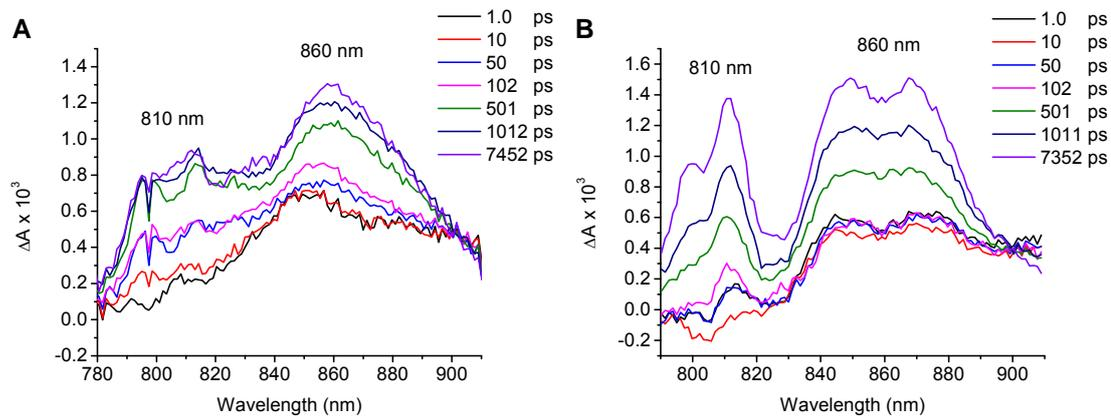 A
860 nm
810 nm
1.0 ps
10 ps
50 ps
102 ps
501 ps
1012 ps
7452 ps
1.4
1.2
1.0
0.8
0.6
0.4
0.2
0.0
-0.2
ΔA x 10³
780 800 820 840 860 880 900
Wavelength (nm)
B
860 nm
810 nm
1.0 ps
10 ps
50 ps
102 ps
501 ps
1011 ps
7352 ps
1.6
1.4
1.2
1.0
0.8
0.6
0.4
0.2
0.0
-0.2
ΔA x 10³
800 820 840 860 880 900
Wavelength (nm)